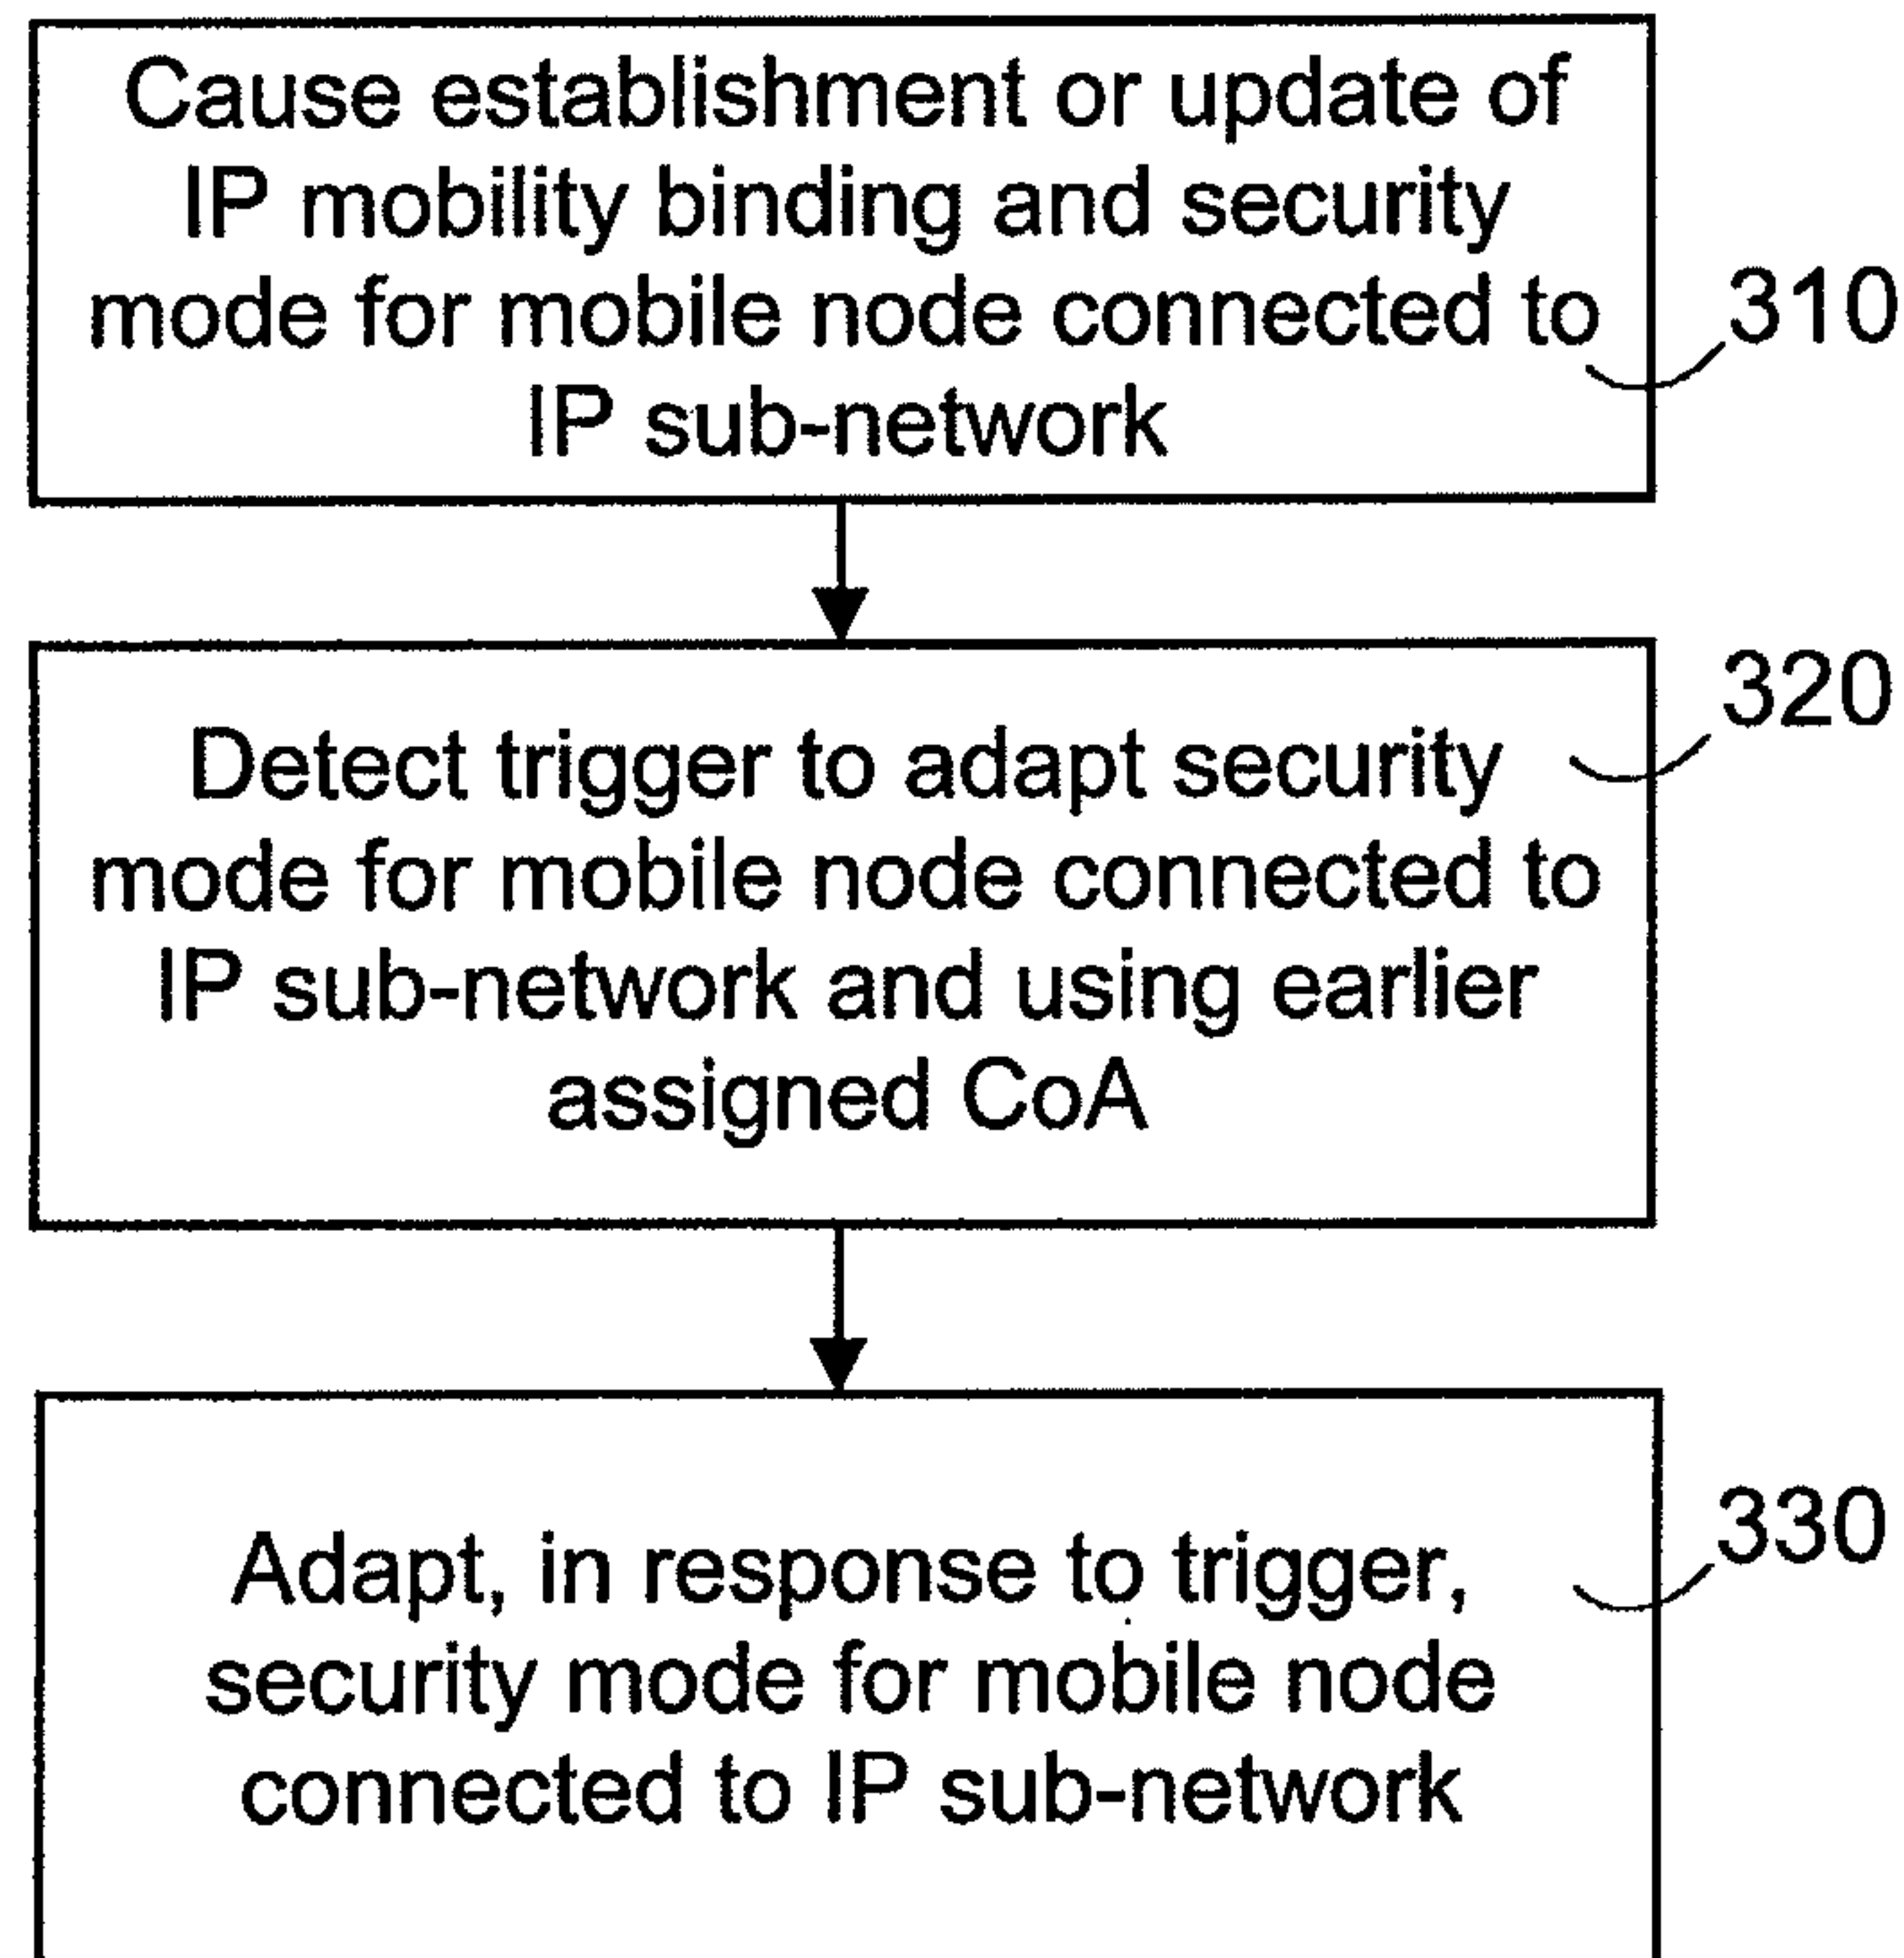 Cause establishment or update of
IP mobility binding and security
mode for mobile node connected to
IP sub-network
310
320
Detect trigger to adapt security
mode for mobile node connected to
IP sub-network and using earlier
assigned CoA
330
Adapt, in response to trigger,
security mode for mobile node
connected to IP sub-network